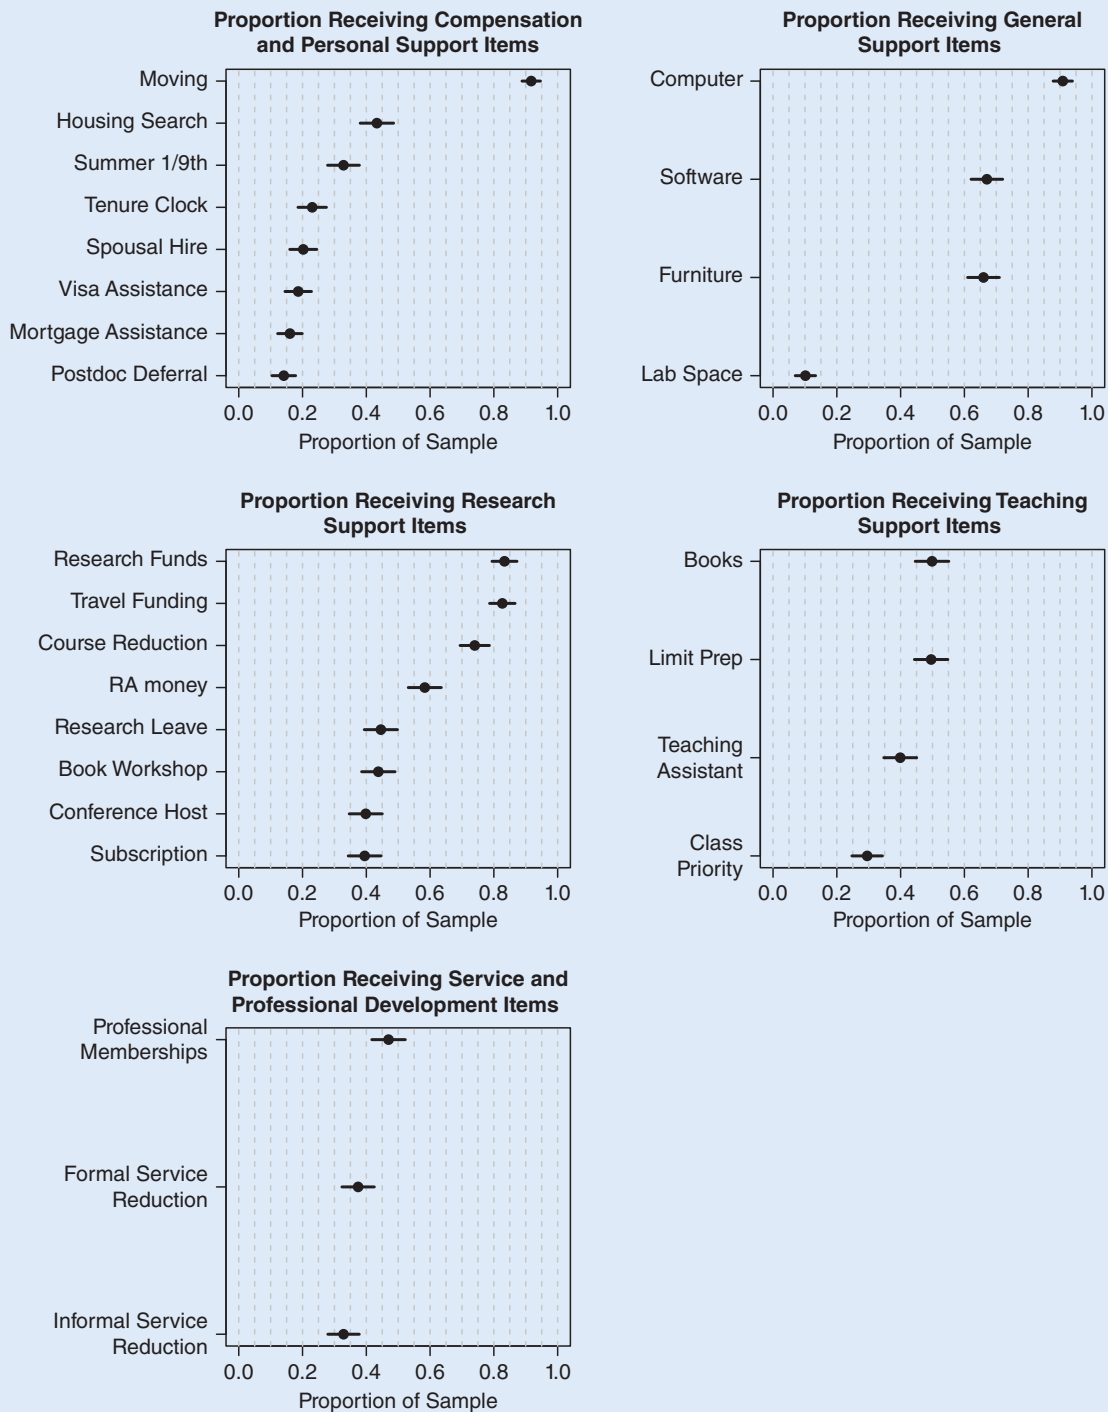 Proportion Receiving Compensation
and Personal Support Items
Moving
Housing Search
Summer 1/9th
Tenure Clock
Spousal Hire
Visa Assistance
Mortgage Assistance
Postdoc Deferral
0.0 0.2 0.4 0.6 0.8 1.0
Proportion of Sample
Proportion Receiving General
Support Items
Computer
Software
Furniture
Lab Space
0.0 0.2 0.4 0.6 0.8 1.0
Proportion of Sample
Proportion Receiving Research
Support Items
Research Funds
Travel Funding
Course Reduction
RA money
Research Leave
Book Workshop
Conference Host
Subscription
0.0 0.2 0.4 0.6 0.8 1.0
Proportion of Sample
Proportion Receiving Teaching
Support Items
Books
Limit Prep
Teaching
Assistant
Class
Priority
0.0 0.2 0.4 0.6 0.8 1.0
Proportion of Sample
Proportion Receiving Service and
Professional Development Items
Professional
Memberships
Formal Service
Reduction
Informal Service
Reduction
0.0 0.2 0.4 0.6 0.8 1.0
Proportion of Sample